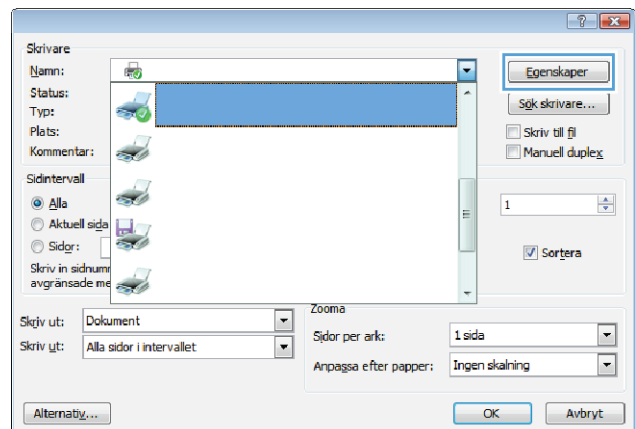 Skrivare
Namn:
Egenskaper
Status:
Sök skrivare...
Typ:
Plats:
Skriv till fil
Kommentar:
Manuell duplex
Sidintervall
Alla
1
Aktuell sida
Sidor:
Sortera
Skriv in sidnumr
avgränsade me
Zooma
Skriv ut: Dokument
Sidor per ark: 1 sida
Skriv ut: Alla sidor i intervallet
Anpassa efter papper: Ingen skalning
Alternativ...
OK
Avbryt